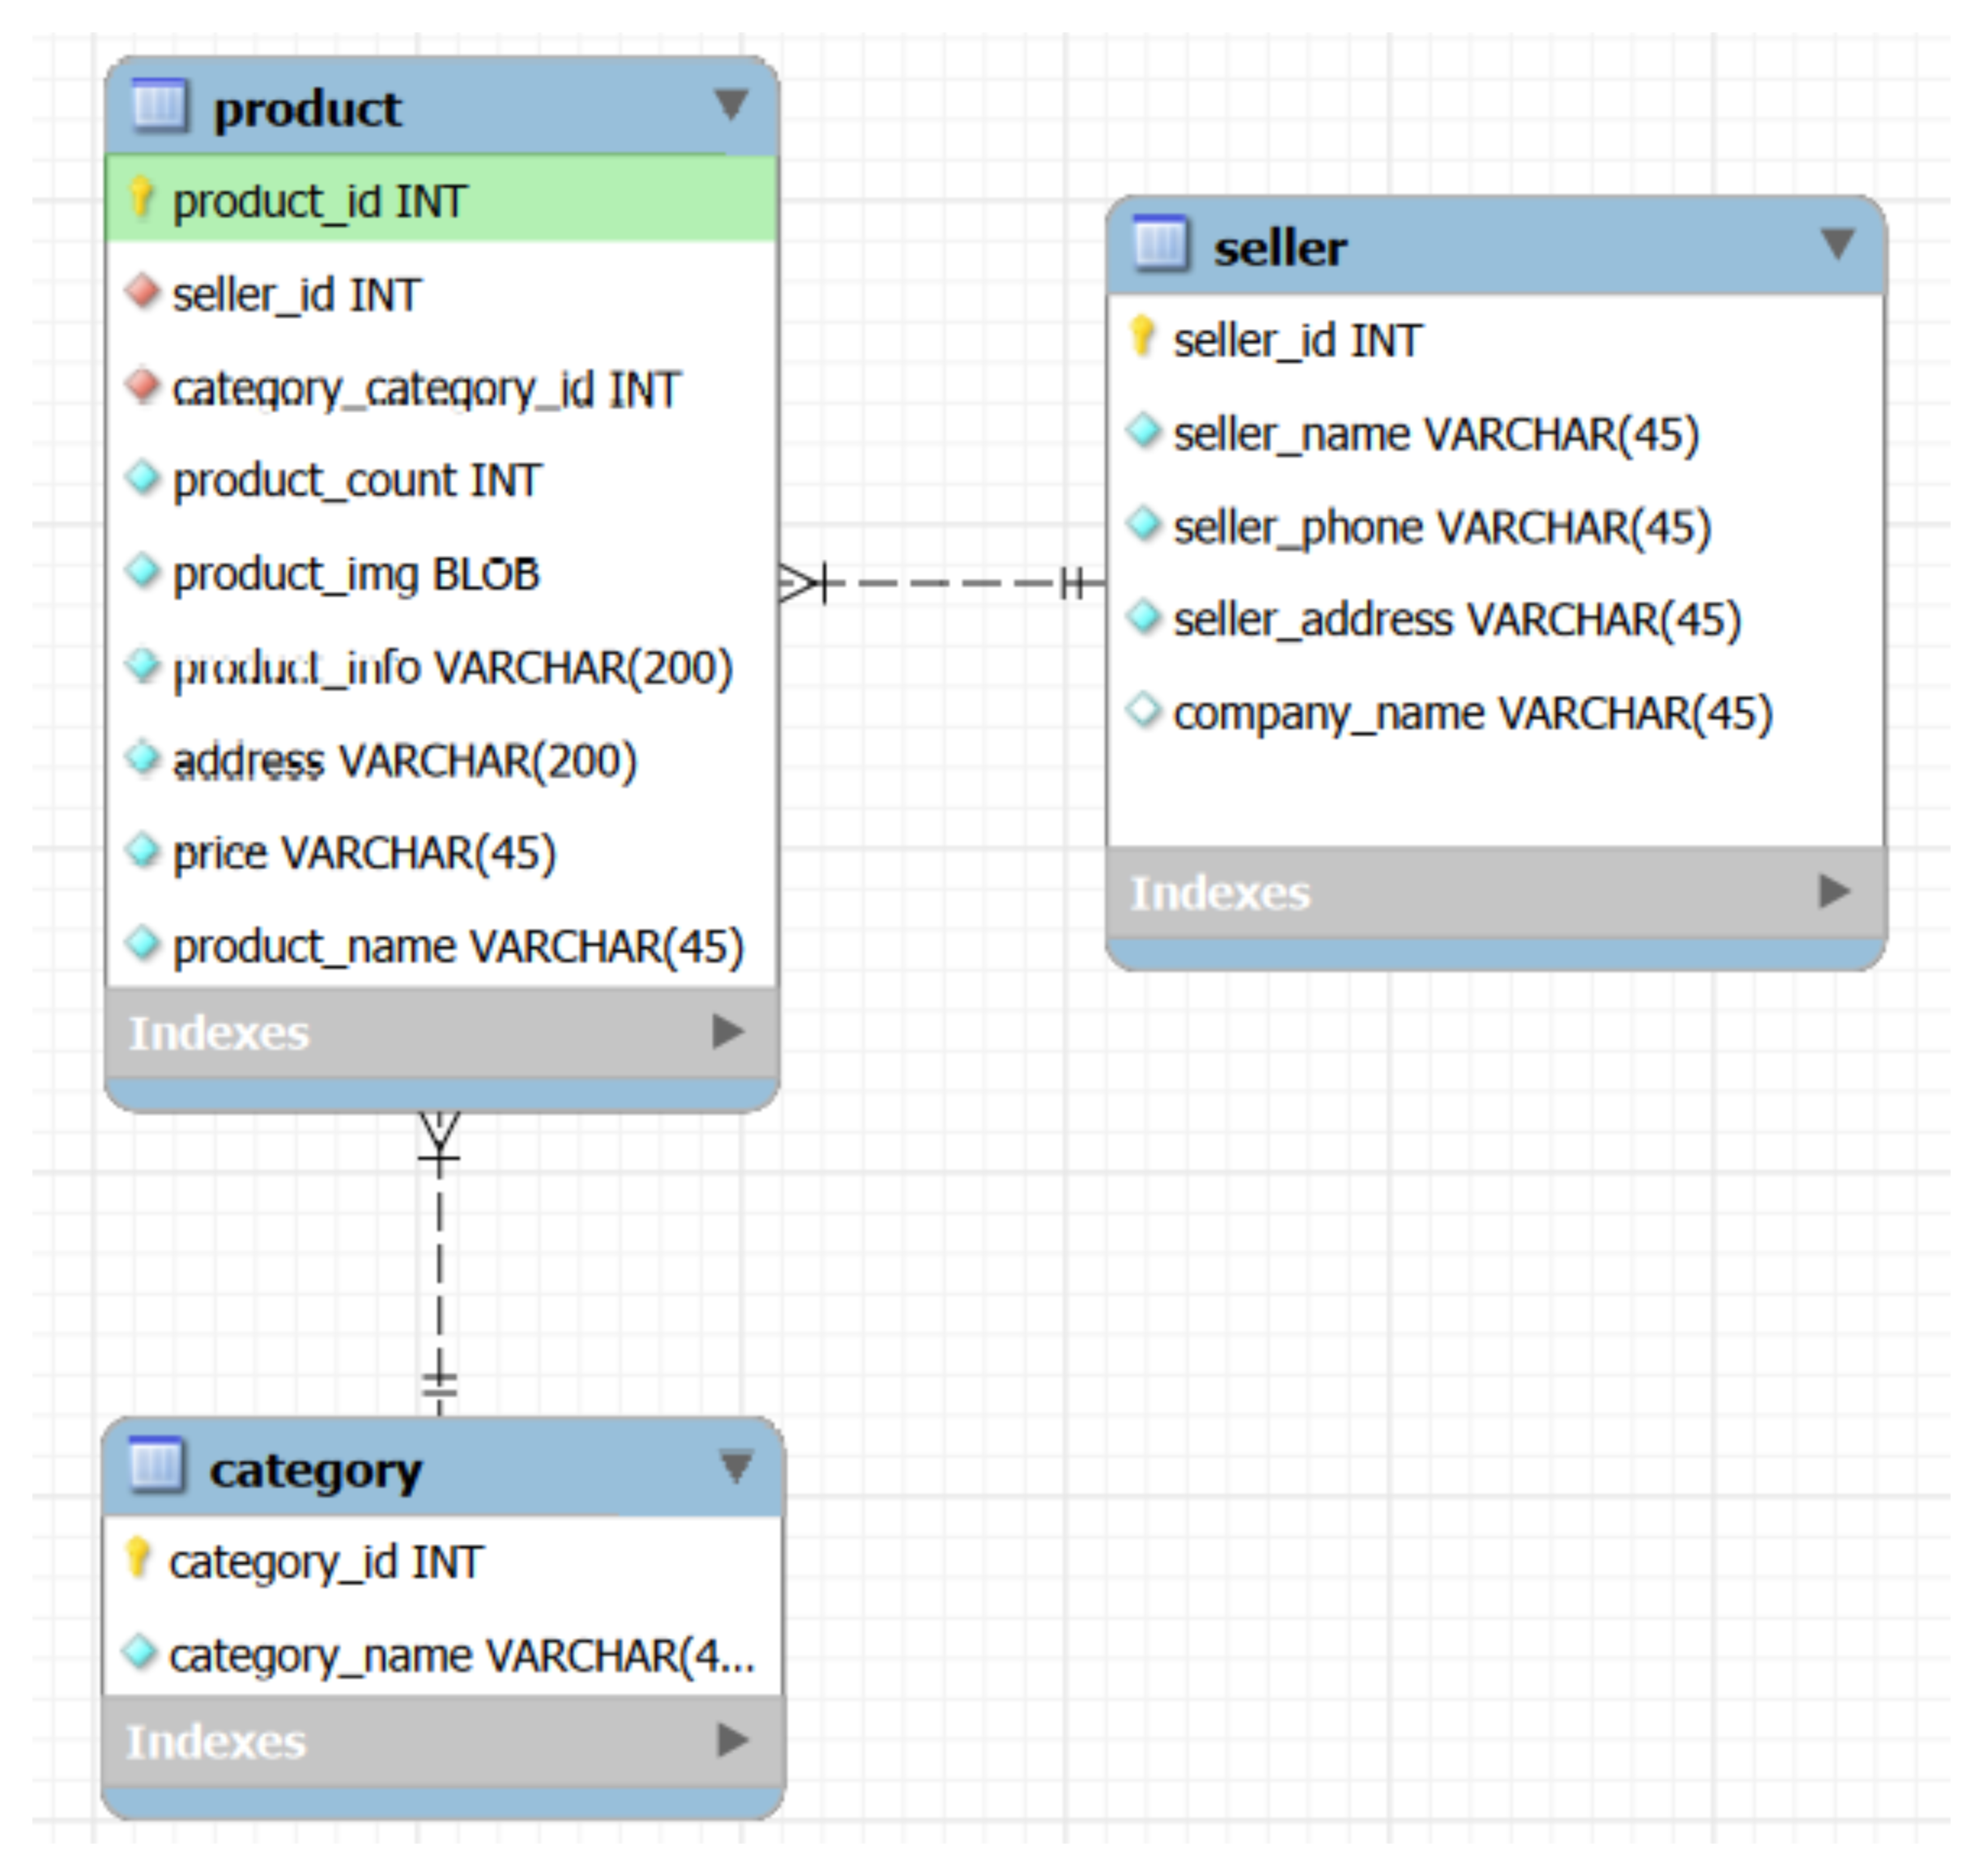 product
product_id INT
seller_id INT
category_category_id INT
product_count INT
product_img BLOB
product_info VARCHAR(200)
address VARCHAR(200)
price VARCHAR(45)
product_name VARCHAR(45)
Indexes
seller
seller_id INT
seller_name VARCHAR(45)
seller_phone VARCHAR(45)
seller_address VARCHAR(45)
company_name VARCHAR(45)
Indexes
category
category_id INT
category_name VARCHAR(4...
Indexes